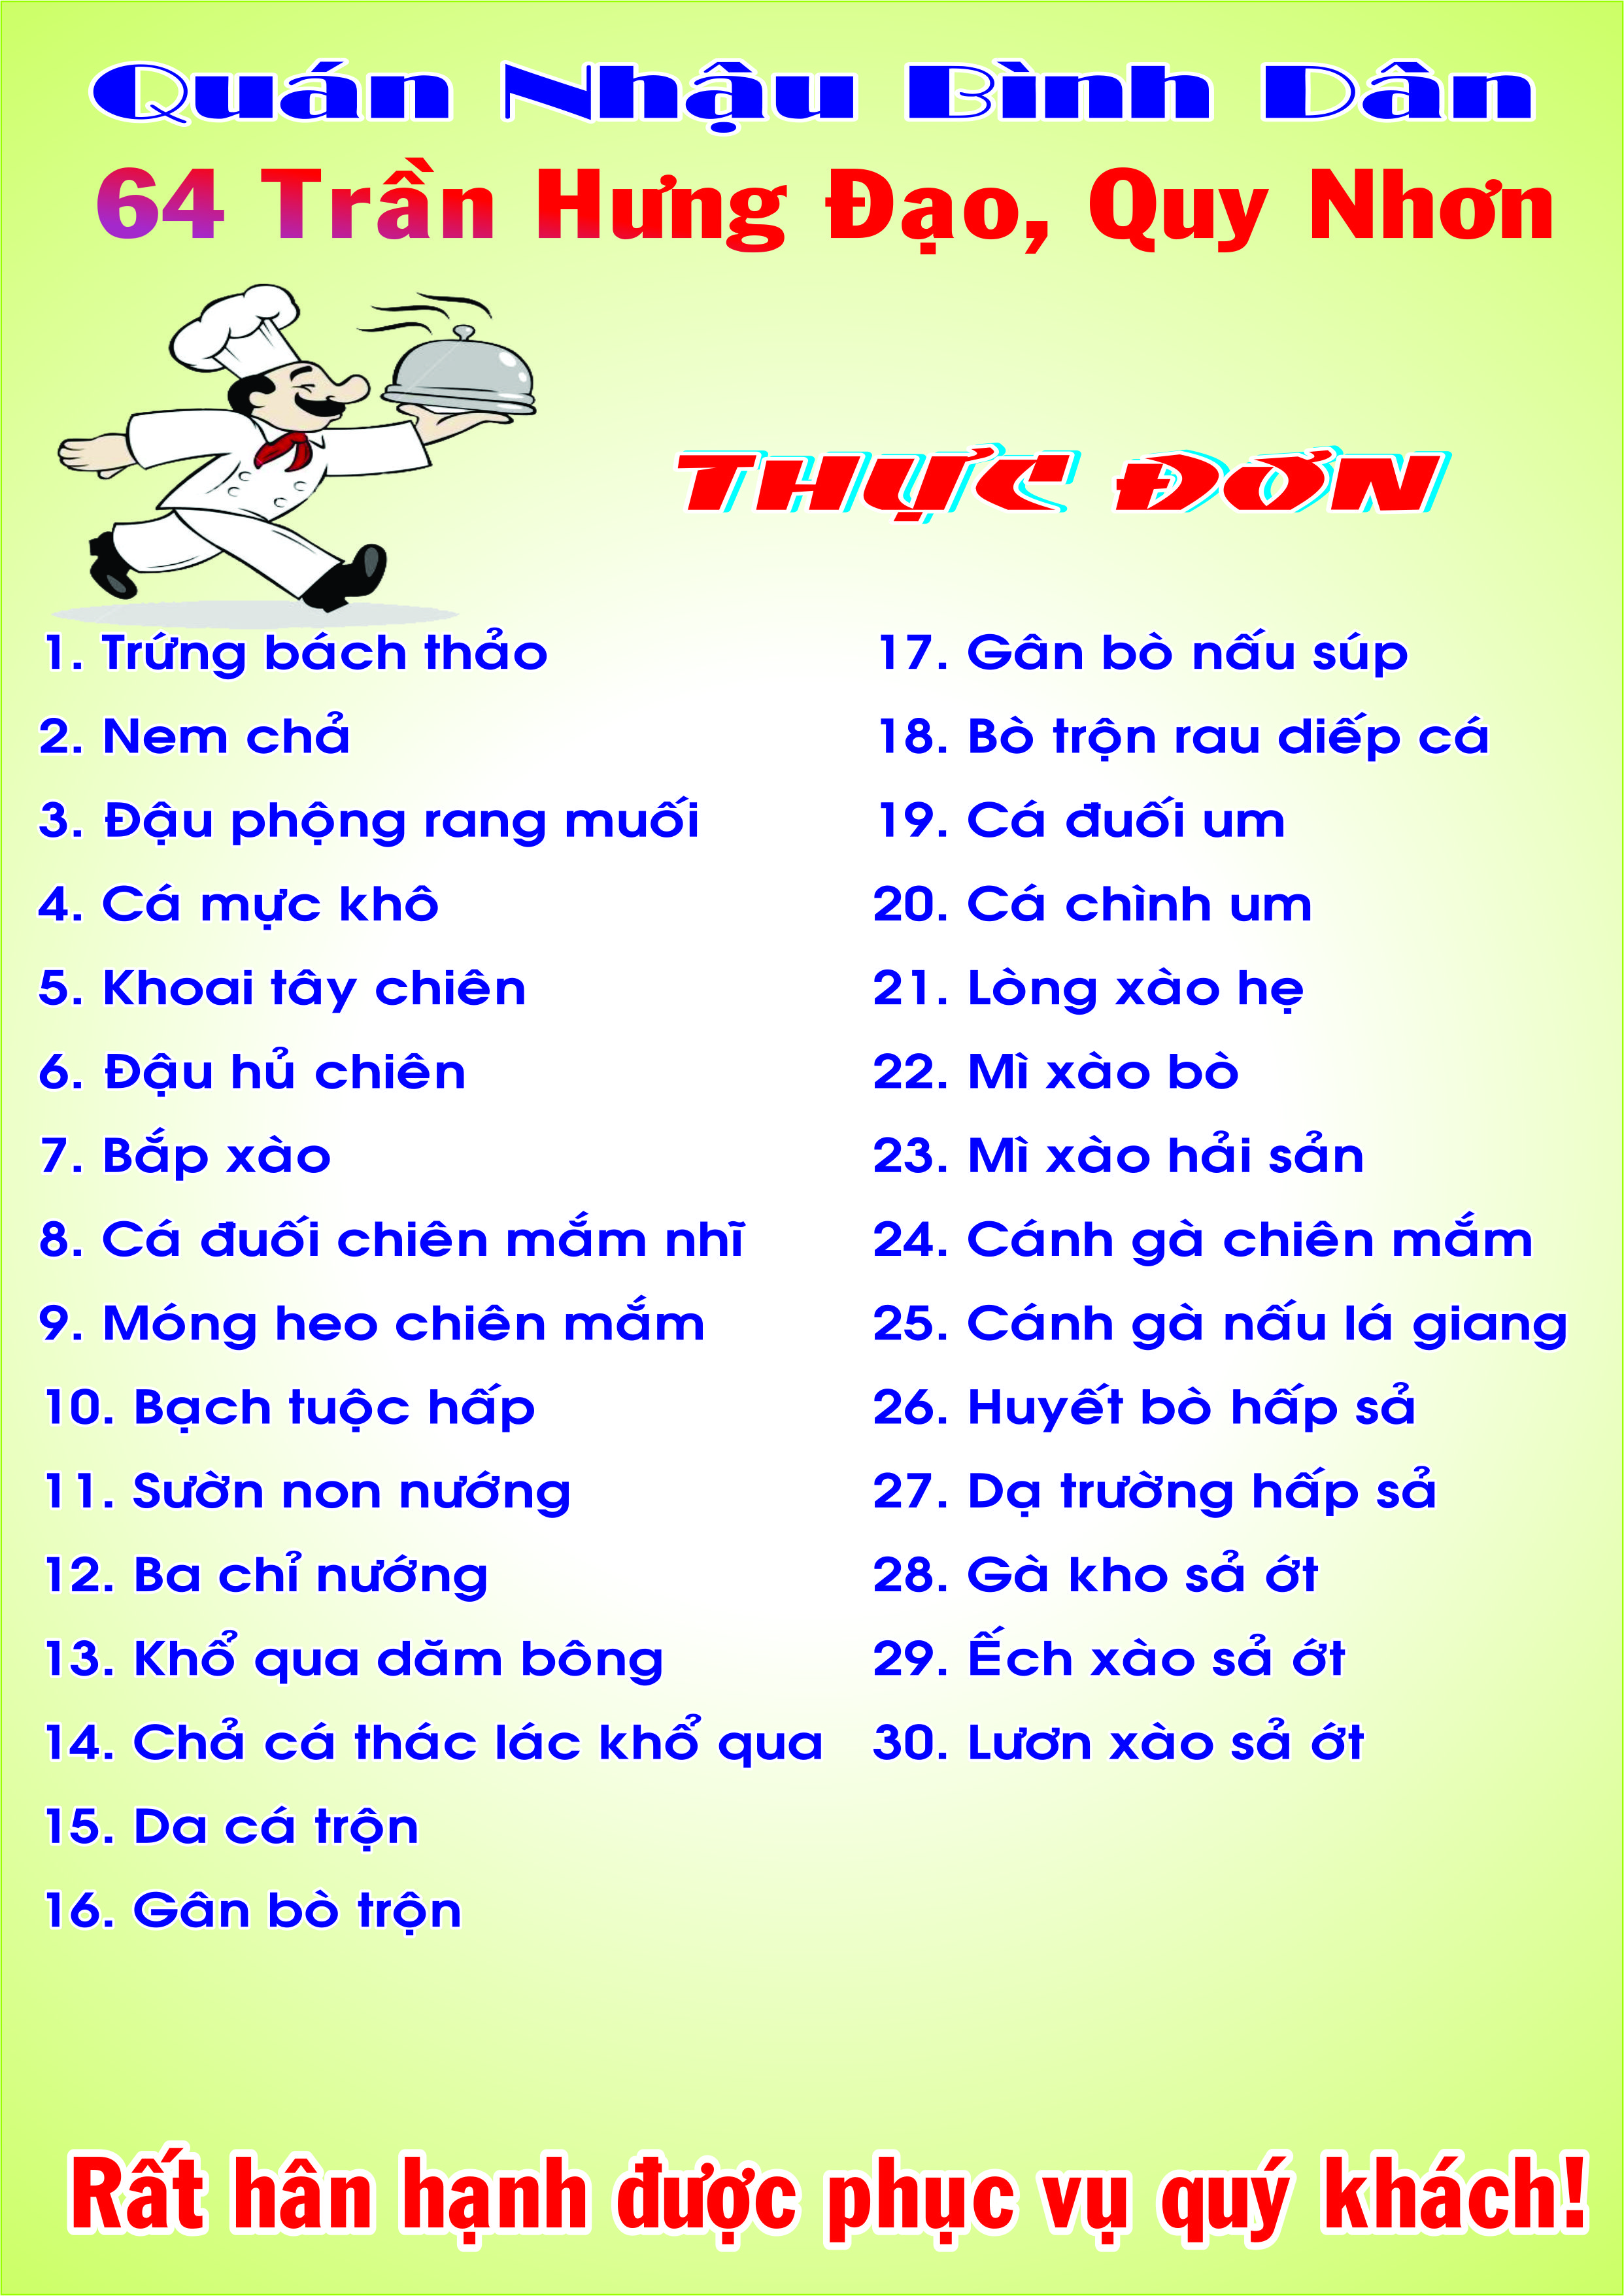 Quán Nhậu Bình Dân
64 Trần Hưng Đạo, Quy Nhơn
THỰC ĐƠN
1. Trứng bách thảo
2. Nem chả
3. Đậu phộng rang muối
4. Cá mực khô
5. Khoai tây chiên
6. Đậu hủ chiên
7. Bắp xào
8. Cá đuối chiên mắm nhĩ
9. Móng heo chiên mắm
10. Bạch tuộc hấp
11. Sườn non nướng
12. Ba chỉ nướng
13. Khổ qua dăm bông
14. Chả cá thác lác khổ qua
15. Da cá trộn
16. Gân bò trộn
17. Gân bò nấu súp
18. Bò trộn rau diếp cá
19. Cá đuối um
20. Cá chình um
21. Lòng xào hẹ
22. Mì xào bò
23. Mì xào hải sản
24. Cánh gà chiên mắm
25. Cánh gà nấu lá giang
26. Huyết bò hấp sả
27. Dạ trường hấp sả
28. Gà kho sả ớt
29. Ếch xào sả ớt
30. Lươn xào sả ớt
Rất hân hạnh được phục vụ quý khách!